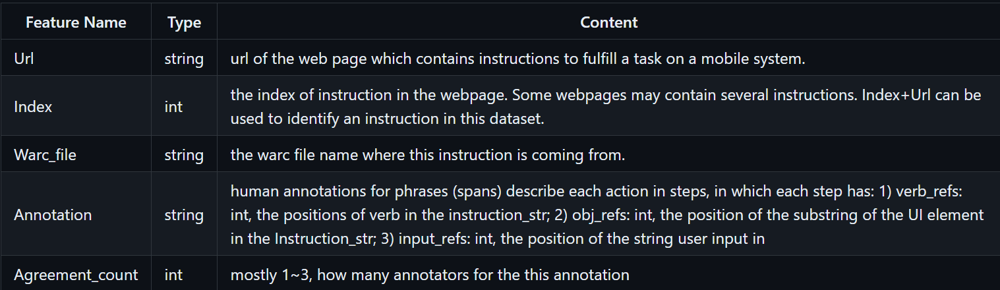 Feature Name Type Content
Url string url of the web page which contains instructions to fulfill a task on a mobile system.
Index int the index of instruction in the webpage. Some webpages may contain several instructions. Index+Url can be
used to identify an instruction in this dataset.
Warc_file string the warc file name where this instruction is coming from.
Annotation string human annotations for phrases (spans) describe each action in steps, in which each step has: 1) verb_refs:
int, the positions of verb in the instruction_str; 2) obj_refs: int, the position of the substring of the UI element
in the Instruction_str; 3) input_refs: int, the position of the string user input in
Agreement_count int mostly 1~3, how many annotators for the this annotation